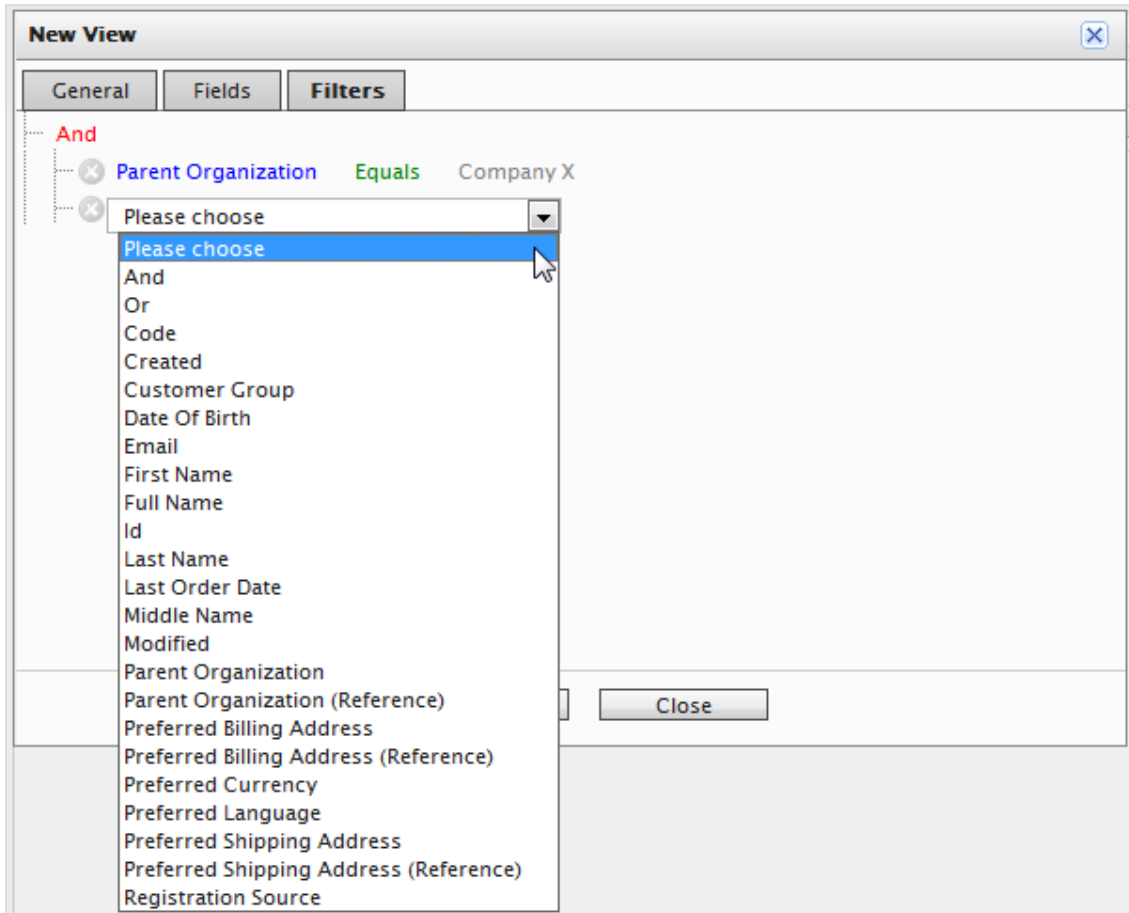 New View
General Fields Filters
And
Parent Organization Equals Company X
Please choose
Please choose
And
Or
Code
Created
Customer Group
Date Of Birth
Email
First Name
Full Name
Id
Last Name
Last Order Date
Middle Name
Modified
Parent Organization
Parent Organization (Reference)
Close
Preferred Billing Address
Preferred Billing Address (Reference)
Preferred Currency
Preferred Language
Preferred Shipping Address
Preferred Shipping Address (Reference)
Registration Source